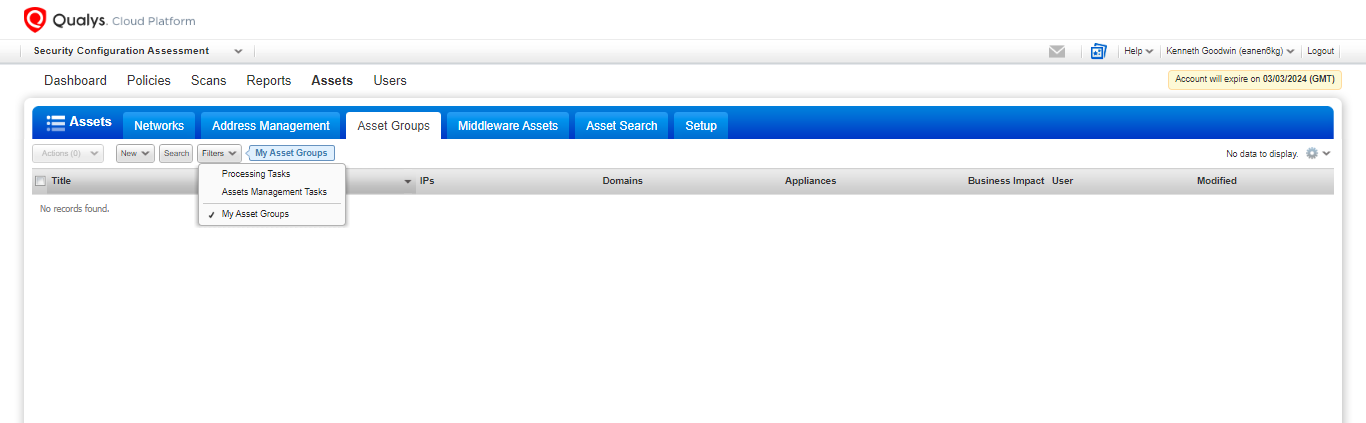 Qualys. Cloud Platform
Security Configuration Assessment
Help
Kenneth Goodwin (eanen6kg)
Logout
Dashboard Policies Scans Reports Assets Users
Account will expire on 03/03/2024 (GMT)
Assets Networks Address Management Asset Groups Middleware Assets Asset Search Setup
Actions (0) New Search Filters My Asset Groups
No data to display.
Title IPs Domains Appliances Business Impact User Modified
No records found.
Processing Tasks
Assets Management Tasks
My Asset Groups